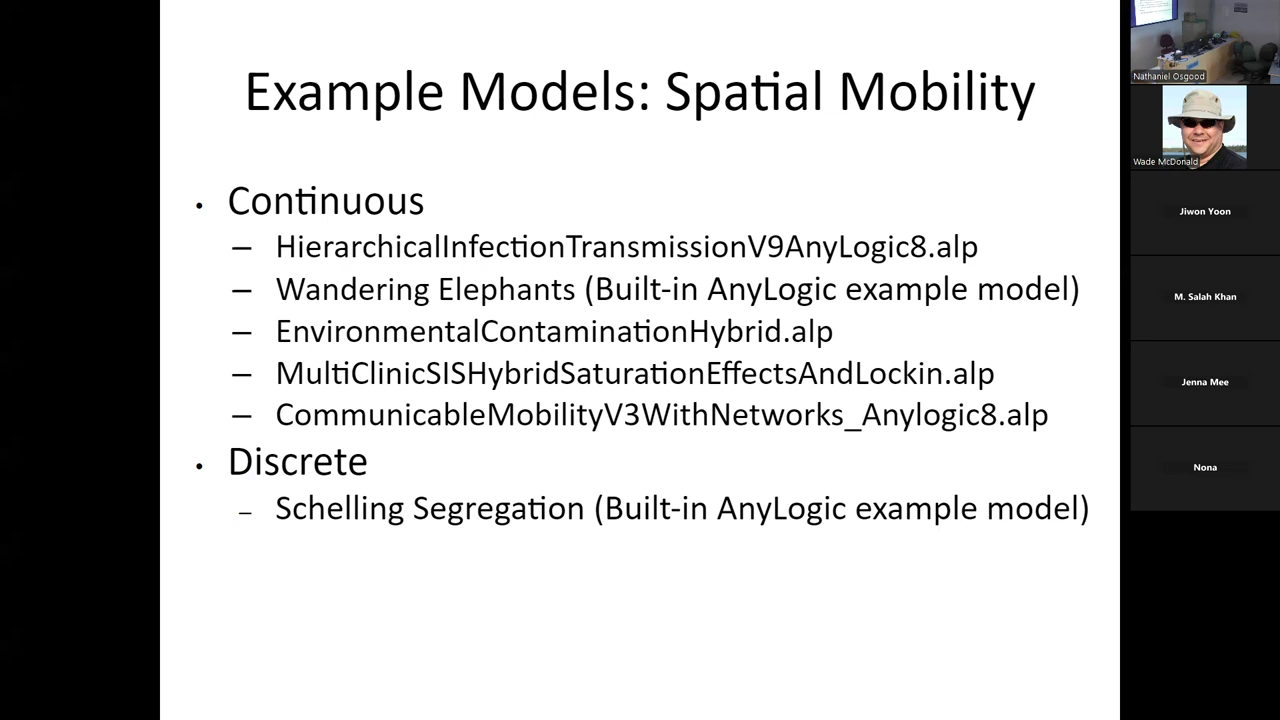 Example Models: Spatial Mobility
• Continuous
– HierarchicalInfectionTransmissionV9AnyLogic8.alp
– Wandering Elephants (Built-in AnyLogic example model)
– EnvironmentalContaminationHybrid.alp
– MultiClinicSISHybridSaturationEffectsAndLockin.alp
– CommunicableMobilityV3WithNetworks_Anylogic8.alp
• Discrete
– Schelling Segregation (Built-in AnyLogic example model)
Nathaniel Osgood
Wade McDonald
Jiwon Yoon
M. Salah Khan
Jenna Mee
Nona